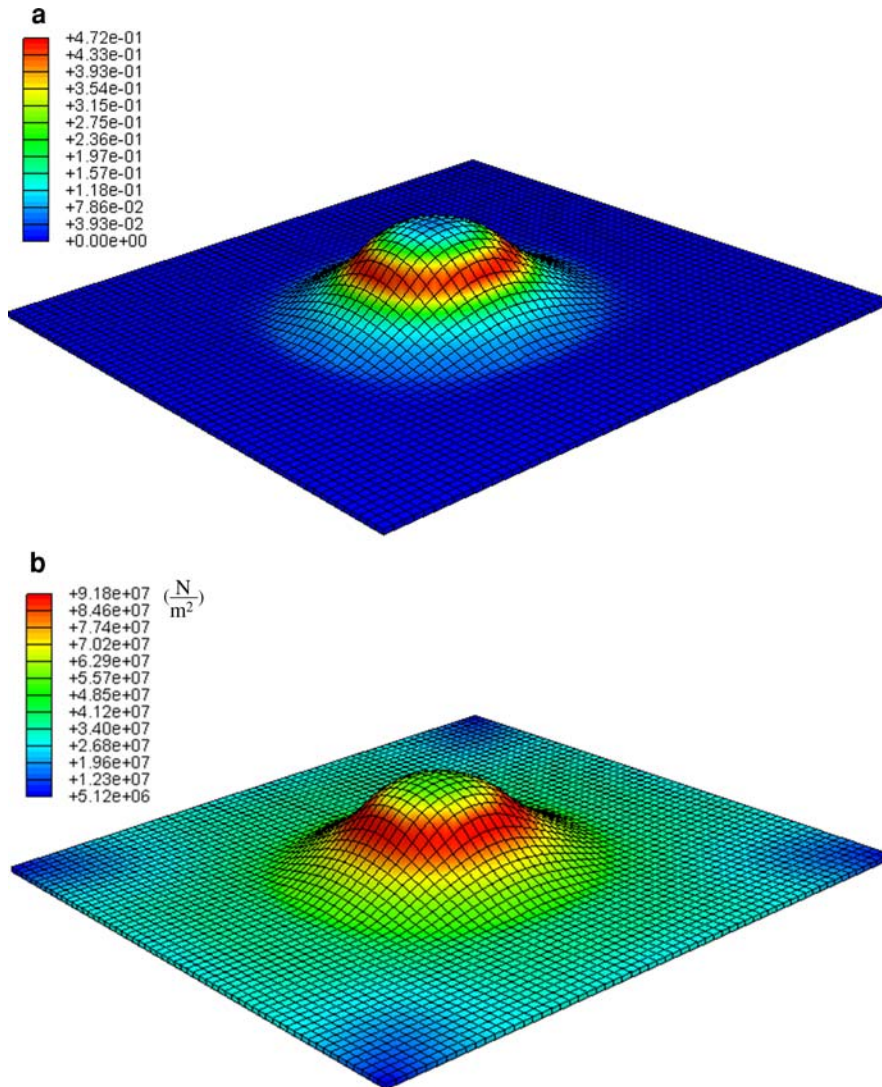 a
+4.72e-01
+4.33e-01
+3.93e-01
+3.54e-01
+3.15e-01
+2.75e-01
+2.36e-01
+1.97e-01
+1.57e-01
+1.18e-01
+7.86e-02
+3.93e-02
+0.00e+00
b
+9.18e+07 (N/m²)
+8.46e+07
+7.74e+07
+7.02e+07
+6.29e+07
+5.57e+07
+4.85e+07
+4.12e+07
+3.40e+07
+2.68e+07
+1.96e+07
+1.23e+07
+5.12e+06